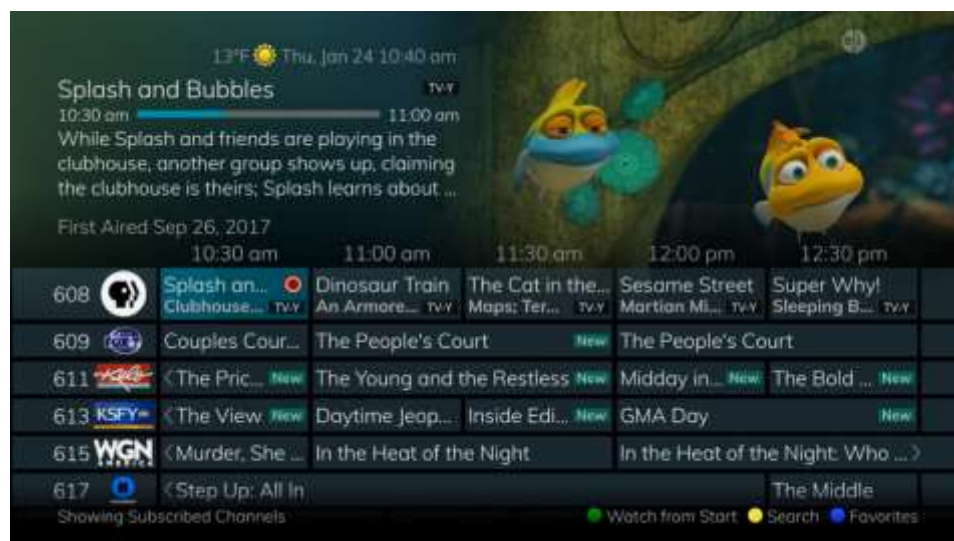 13°F Thu, Jan 24 10:40 am
Splash and Bubbles TV-Y
10:30 am 11:00 am
While Splash and friends are playing in the
clubhouse, another group shows up, claiming
the clubhouse is theirs; Splash learns about ...
First Aired Sep 26, 2017
10:30 am 11:00 am 11:30 am 12:00 pm 12:30 pm
608 Splash an... Dinosaur Train The Cat in the... Sesame Street Super Why!
Clubhouse... TV-Y An Armore... TV-Y Maps; Ter... TV-Y Martian Mi... TV-Y Sleeping B... TV-Y
609 Couples Cour... The People's Court New The People's Court
611 <The Pric... New The Young and the Restless New Midday in... New The Bold ... New
613 KSFY <The View New Daytime Jeop... Inside Edi... New GMA Day New
615 WGN AMERICA <Murder, She ... In the Heat of the Night In the Heat of the Night: Who ...>
617 <Step Up: All In The Middle
Showing Subscribed Channels Watch from Start Search Favorites